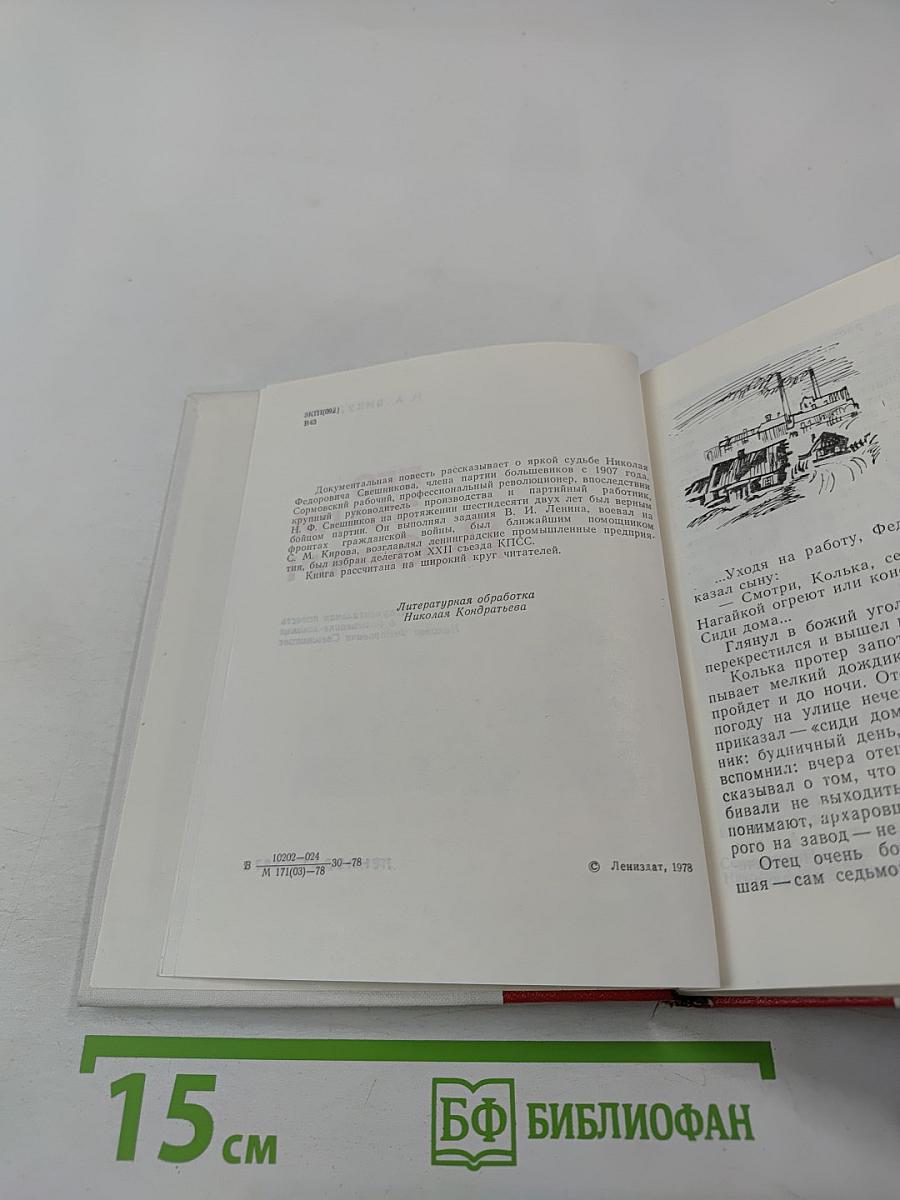 ЗКП1(092)
В43
Документальная повесть рассказывает о яркой судьбе Николая
Федоровича Свешникова, члена партии большевиков с 1907 года.
Сормовский рабочий, профессиональный революционер, впоследствии
крупный руководитель производства и партийный работник,
Н. Ф. Свешников на протяжении шестидесяти двух лет был верным
бойцом партии. Он выполнял задания В. И. Ленина, воевал на
фронтах гражданской войны, был ближайшим помощником
С. М. Кирова, возглавлял ленинградские промышленные предприя-
тия, был избран делегатом XXII съезда КПСС.
Книга рассчитана на широкий круг читателей.
Литературная обработка
Николая Кондратьева
В 10202—024
М 171(03)—78 30—78
© Лениздат, 1978
...Уходя на работу, Фед
казал сыну:
— Смотри, Колька, се
Нагайкой огреют или кон
Сиди дома...
Глянул в божий угол
перекрестился и вышел
Колька протер запот
пывает мелкий дождик
пройдет и до ночи. От
погоду на улице нече
приказал — «сиди дом
ник: будничный день,
вспомнил: вчера отец
сказывал о том, что
бивали не выходить
понимают, архаровц
рого на завод — не
Отец очень бо
шая — сам седьмо
15 см
БФ БИБЛИОФАН